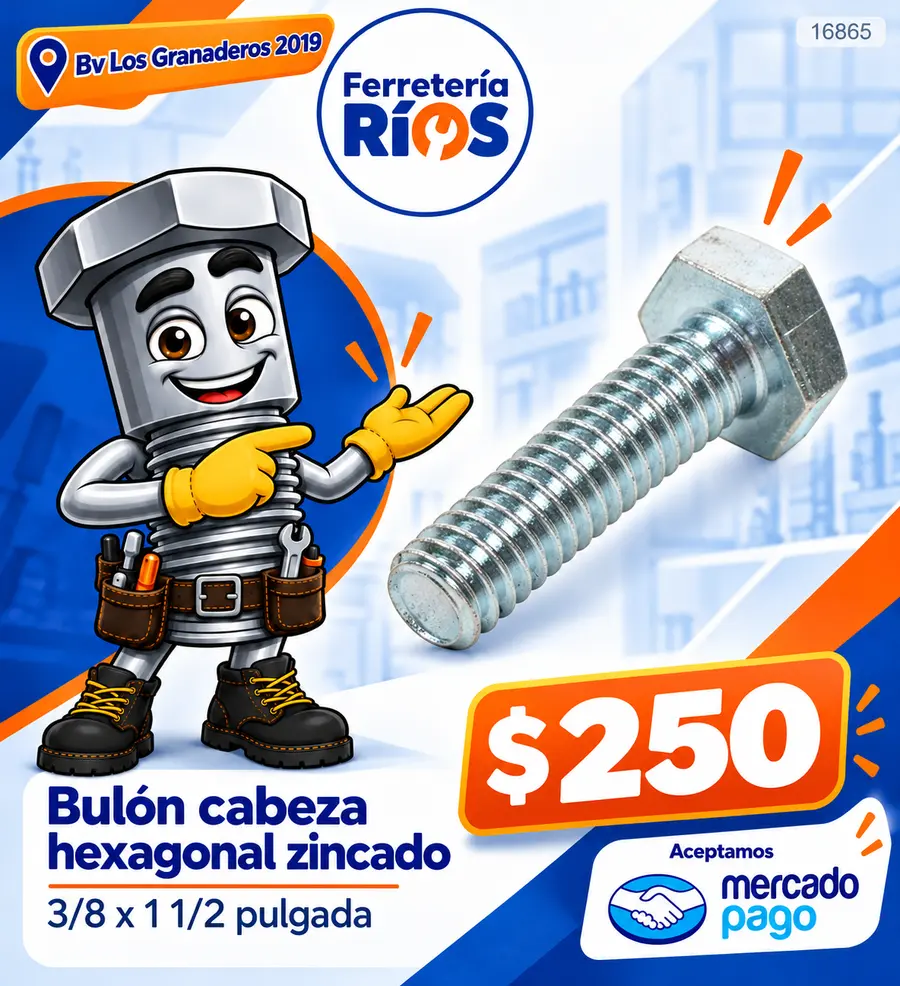 Bv Los Granaderos 2019
16865
Ferretería
Ríos
$250
Bulón cabeza
hexagonal zincado
3/8 x 1 1/2 pulgada
Aceptamos
mercado
pago